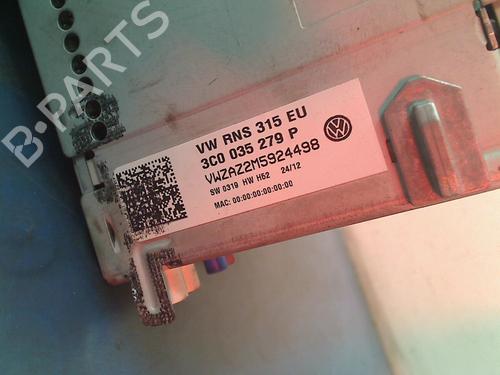 B-PARTS
VW RNS 315 EU
3C0 035 279 P
VWZAZ2M5924498
SW 0319 HW H52 24/12
MAC: 00:00:00:00:00:00